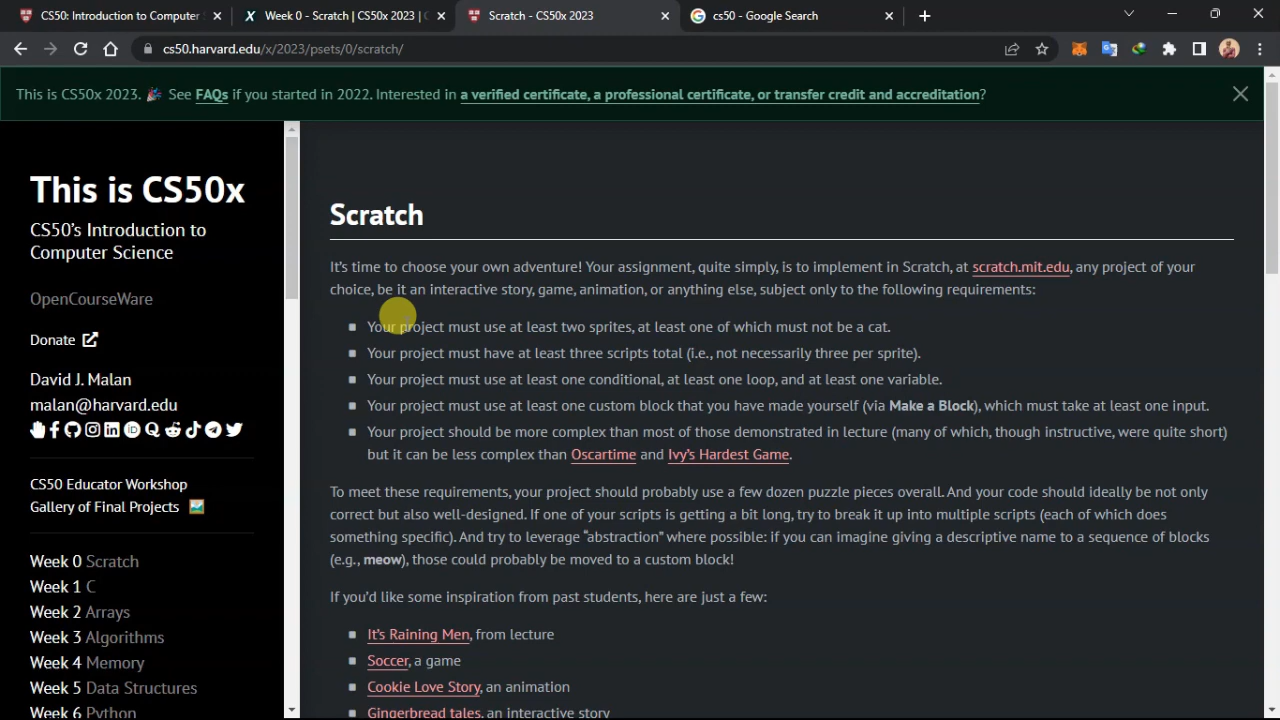 CS50: Introduction to Computer S
Week 0 - Scratch | CS50x 2023 |
Scratch - CS50x 2023
cs50 - Google Search
cs50.harvard.edu/x/2023/psets/0/scratch/
This is CS50x 2023. 🎉 See FAQs if you started in 2022. Interested in a verified certificate, a professional certificate, or transfer credit and accreditation?
This is CS50x
CS50's Introduction to
Computer Science
OpenCourseWare
Donate
David J. Malan
malan@harvard.edu
CS50 Educator Workshop
Gallery of Final Projects
Week 0 Scratch
Week 1 C
Week 2 Arrays
Week 3 Algorithms
Week 4 Memory
Week 5 Data Structures
Week 6 Python
Scratch
It's time to choose your own adventure! Your assignment, quite simply, is to implement in Scratch, at scratch.mit.edu, any project of your
choice, be it an interactive story, game, animation, or anything else, subject only to the following requirements:
Your project must use at least two sprites, at least one of which must not be a cat.
Your project must have at least three scripts total (i.e., not necessarily three per sprite).
Your project must use at least one conditional, at least one loop, and at least one variable.
Your project must use at least one custom block that you have made yourself (via Make a Block), which must take at least one input.
Your project should be more complex than most of those demonstrated in lecture (many of which, though instructive, were quite short)
but it can be less complex than Oscartime and Ivy's Hardest Game.
To meet these requirements, your project should probably use a few dozen puzzle pieces overall. And your code should ideally be not only
correct but also well-designed. If one of your scripts is getting a bit long, try to break it up into multiple scripts (each of which does
something specific). And try to leverage "abstraction" where possible: if you can imagine giving a descriptive name to a sequence of blocks
(e.g., meow), those could probably be moved to a custom block!
If you'd like some inspiration from past students, here are just a few:
It's Raining Men, from lecture
Soccer, a game
Cookie Love Story, an animation
Gingerbread tales, an interactive story